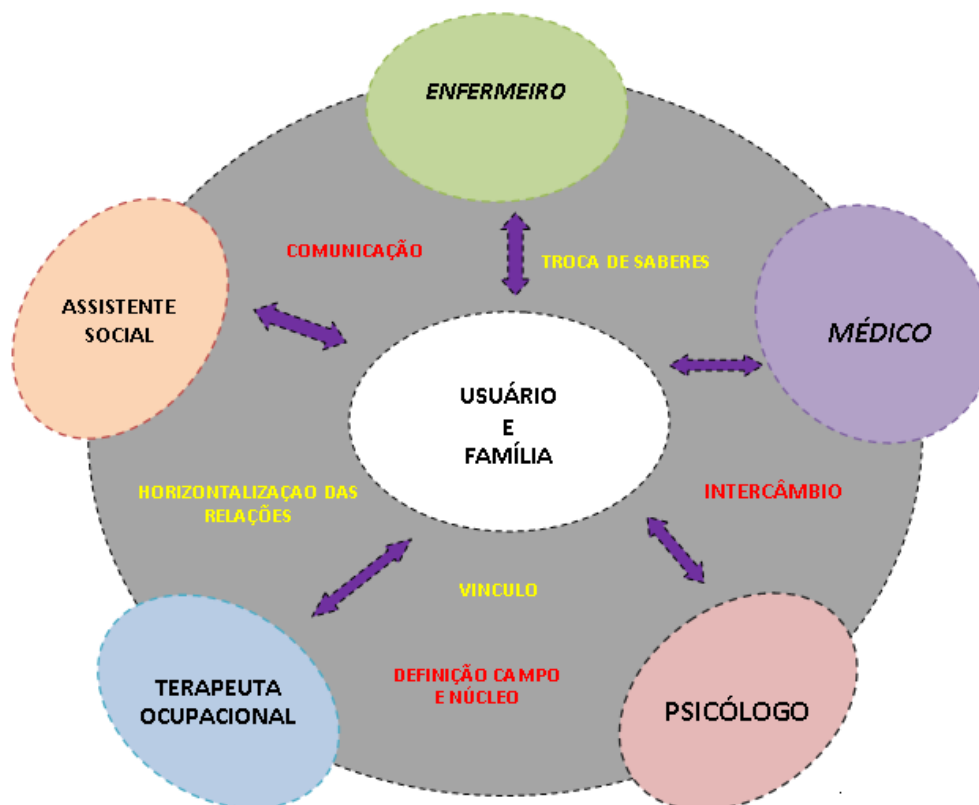 ENFERMEIRO
COMUNICAÇÃO
TROCA DE SABERES
ASSISTENTE
SOCIAL
MÉDICO
USUÁRIO
E
FAMÍLIA
HORIZONTALIZAÇAO DAS
RELAÇÕES
INTERCÂMBIO
VINCULO
DEFINIÇÃO CAMPO
E NÚCLEO
TERAPEUTA
OCUPACIONAL
PSICÓLOGO